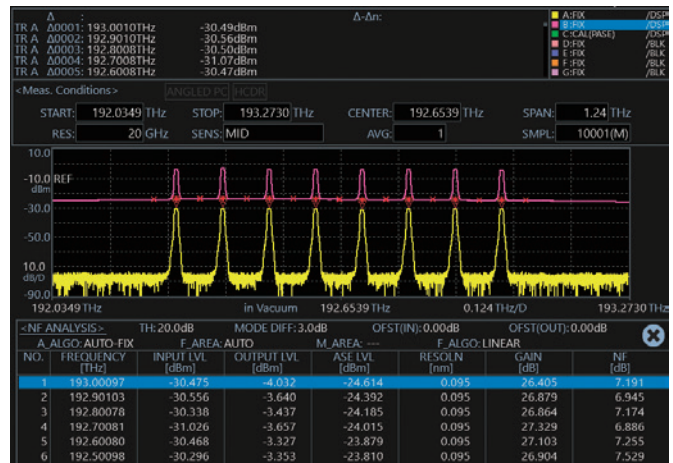 Δ :
Δ-Δn:
TR A Δ0001: 193.0010THz -30.49dBm
TR A Δ0002: 192.9010THz -30.56dBm
TR A Δ0003: 192.8008THz -30.50dBm
TR A Δ0004: 192.7008THz -31.07dBm
TR A Δ0005: 192.6008THz -30.47dBm
A:FIX /DSP
B:FIX /DSP
C:CAL(PASE) /DSP
D:FIX /BLK
E:FIX /BLK
F:FIX /BLK
G:FIX /BLK
<Meas. Conditions> ANGLED PC HCDR
START: 192.0349 THz STOP: 193.2730 THz CENTER: 192.6539 THz SPAN: 1.24 THz
RES: 20 GHz SENS: MID AVG: 1 SMPL: 10001(M)
10.0
-10.0 REF
dBm
-30.0
-50.0
10.0
dB/D
-90.0
192.0349 THz in Vacuum 192.6539 THz 0.124 THz/D 193.2730 THz
<NF ANALYSIS> TH:20.0dB MODE DIFF:3.0dB OFST(IN):0.00dB OFST(OUT):0.00dB
A_ALGO: AUTO-FIX F_AREA:AUTO M_AREA: --- F_ALGO:LINEAR
NO. FREQUENCY INPUT LVL OUTPUT LVL ASE LVL RESOLN GAIN NF
[THz] [dBm] [dBm] [dBm] [nm] [dB] [dB]
1 193.00097 -30.475 -4.032 -24.614 0.095 26.405 7.191
2 192.90103 -30.556 -3.640 -24.392 0.095 26.879 6.945
3 192.80078 -30.338 -3.437 -24.185 0.095 26.864 7.174
4 192.70081 -31.026 -3.657 -24.015 0.095 27.329 6.886
5 192.60080 -30.468 -3.327 -23.879 0.095 27.103 7.255
6 192.50098 -30.296 -3.353 -23.810 0.095 26.904 7.529